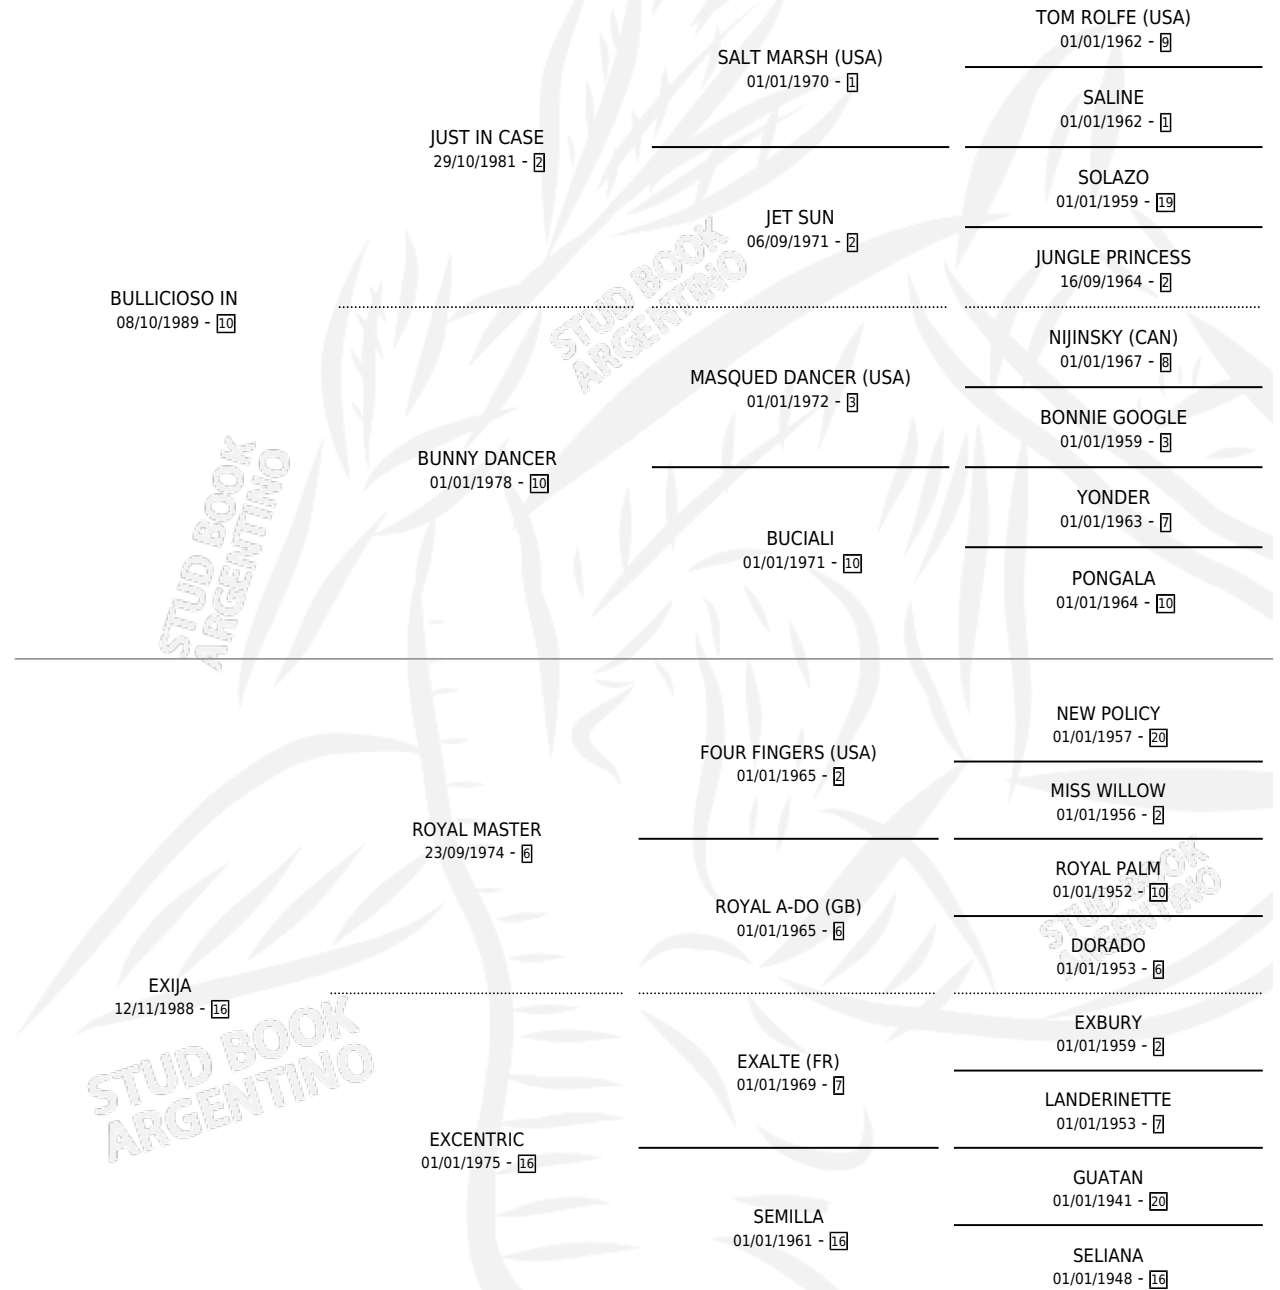 TOM ROLFE (USA)
01/01/1962 - 9
SALT MARSH (USA)
01/01/1970 - 1
SALINE
01/01/1962 - 1
JUST IN CASE
29/10/1981 - 2
SOLAZO
01/01/1959 - 19
JET SUN
06/09/1971 - 2
JUNGLE PRINCESS
16/09/1964 - 2
BULLICIOSO IN
08/10/1989 - 10
STUD BOOK
ARGENTINO
NIJINSKY (CAN)
01/01/1967 - 8
MASQUED DANCER (USA)
01/01/1972 - 3
BONNIE GOOGLE
01/01/1959 - 3
BUNNY DANCER
01/01/1978 - 10
YONDER
01/01/1963 - 7
BUCIALI
01/01/1971 - 10
PONGALA
01/01/1964 - 10
STUD BOOK
ARGENTINO
NEW POLICY
01/01/1957 - 20
FOUR FINGERS (USA)
01/01/1965 - 2
MISS WILLOW
01/01/1956 - 2
ROYAL MASTER
23/09/1974 - 6
ROYAL PALM
01/01/1952 - 10
ROYAL A-DO (GB)
01/01/1965 - 6
DORADO
01/01/1953 - 6
STUD BOOK
ARGENTINO
EXIJA
12/11/1988 - 16
EXBURY
01/01/1959 - 2
EXALTE (FR)
01/01/1969 - 7
LANDERINETTE
01/01/1953 - 7
STUD BOOK
ARGENTINO
EXCENTRIC
01/01/1975 - 16
GUATAN
01/01/1941 - 20
SEMILLA
01/01/1961 - 16
SELIANA
01/01/1948 - 16